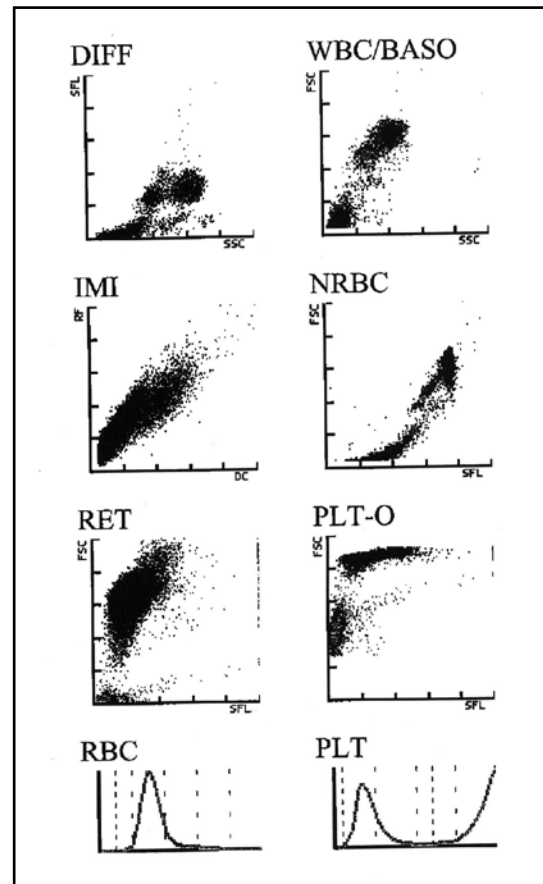 DIFF
WBC/BASO
SFL
SSC
FSC
SSC
IMI
NRBC
RF
DC
FSC
SFL
RET
PLT-O
FSC
SFL
FSC
SFL
RBC
PLT